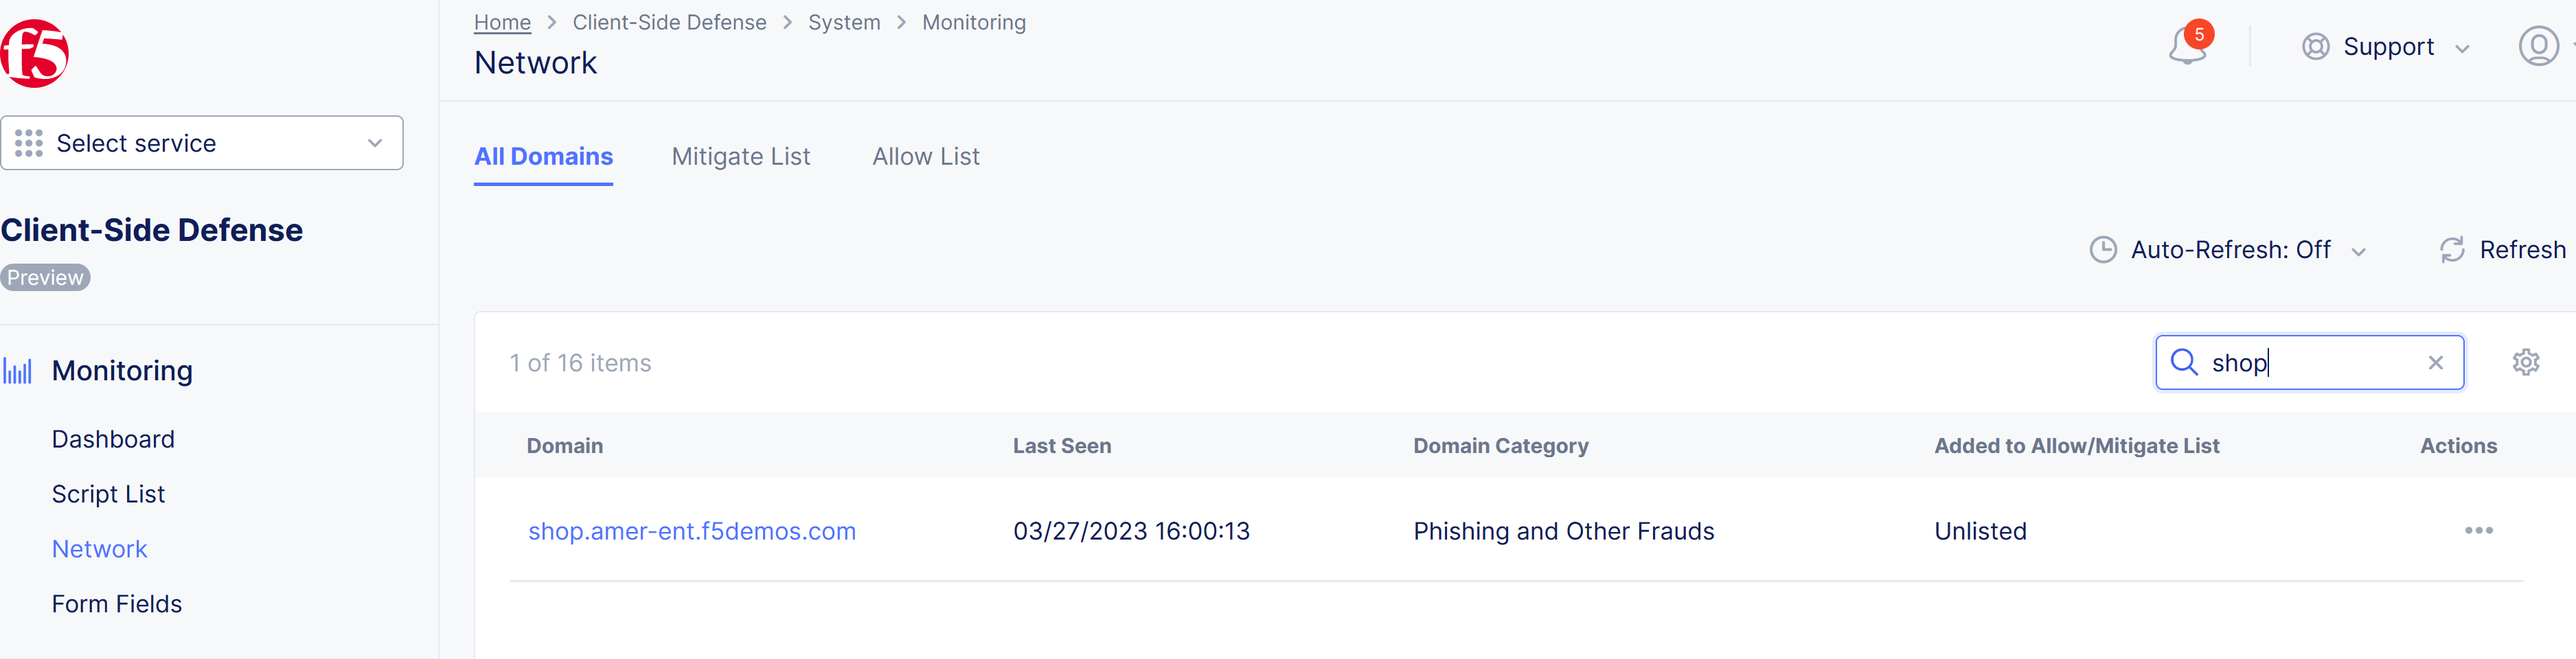 f5
Home > Client-Side Defense > System > Monitoring
Network
5
Support
Select service
All Domains
Mitigate List
Allow List
Client-Side Defense
Preview
Auto-Refresh: Off
Refresh
Monitoring
Dashboard
Script List
Network
Form Fields
1 of 16 items
shop
Domain Last Seen Domain Category Added to Allow/Mitigate List Actions
shop.amer-ent.f5demos.com 03/27/2023 16:00:13 Phishing and Other Frauds Unlisted